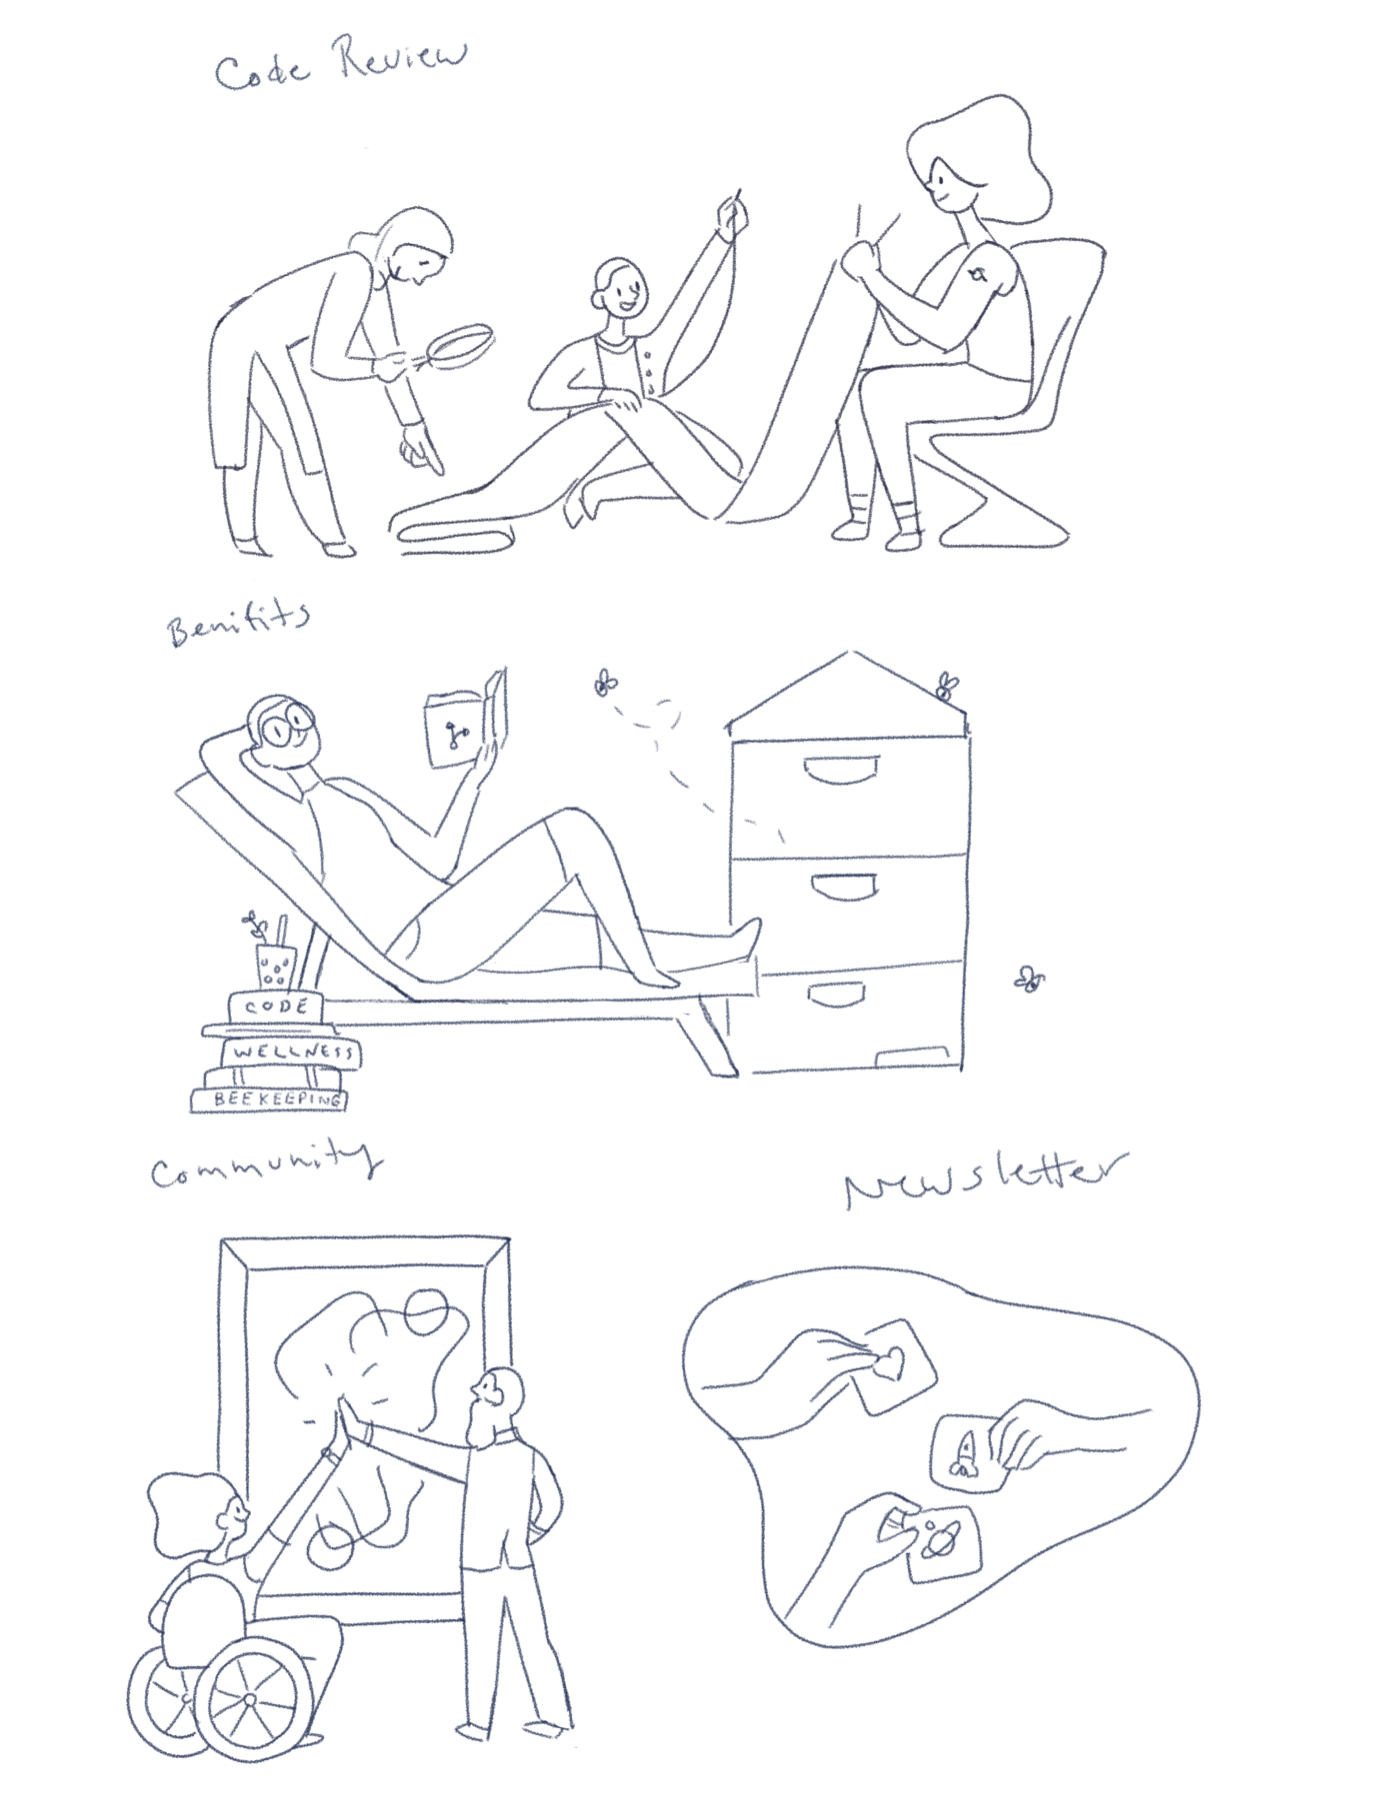 Code Review
Benifits
CODE
WELLNESS
BEEKEEPING
Community
Newsletter